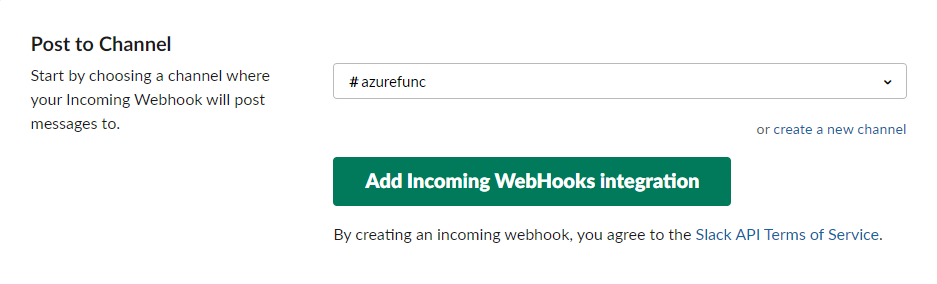 Post to Channel
Start by choosing a channel where
your Incoming Webhook will post
messages to.
# azurefunc
or create a new channel
Add Incoming WebHooks integration
By creating an incoming webhook, you agree to the Slack API Terms of Service.